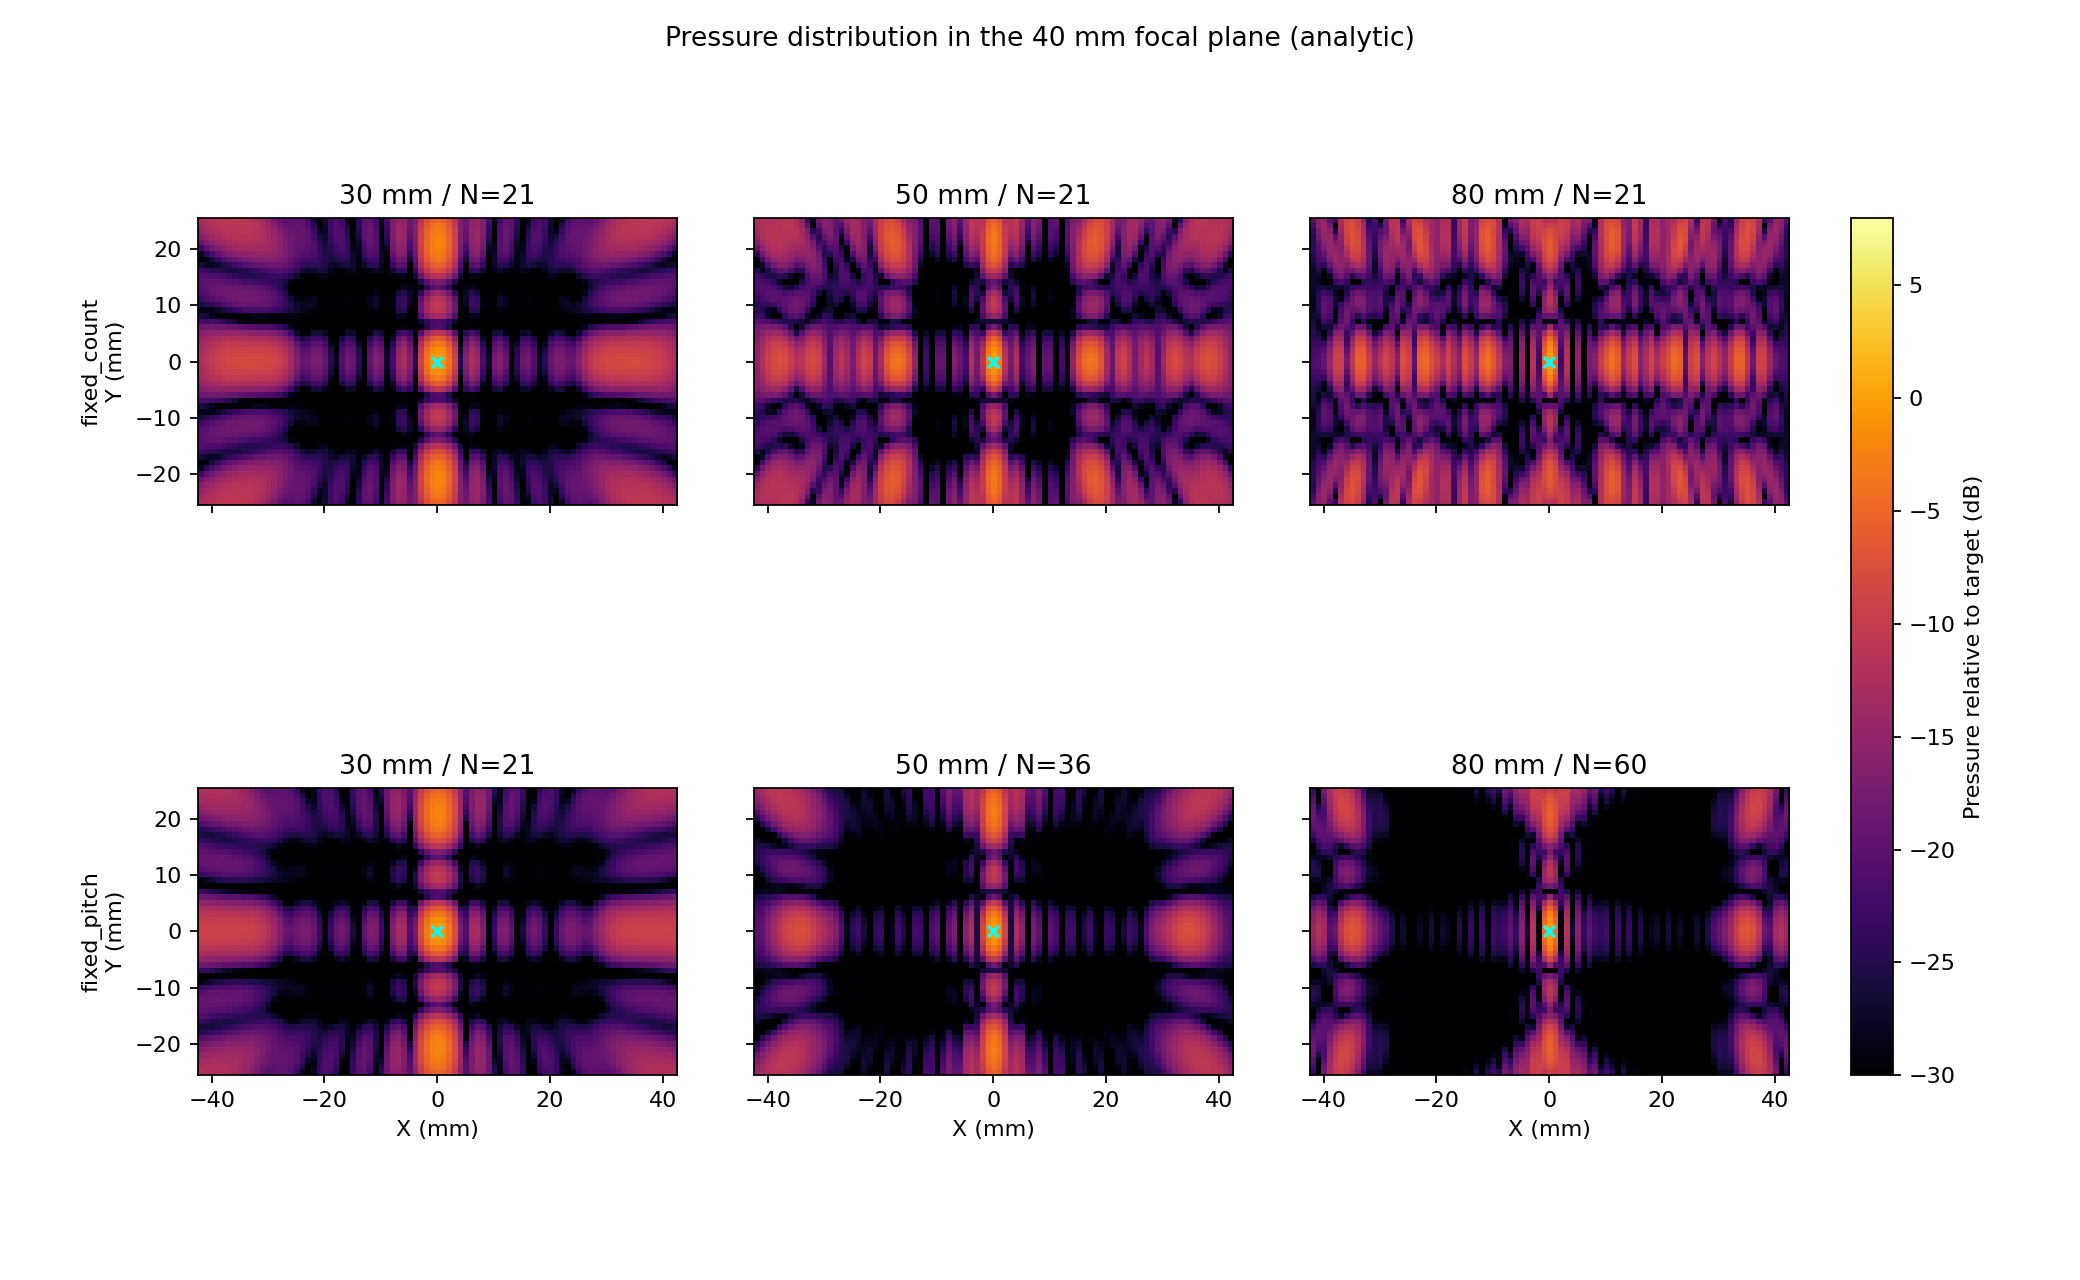 Pressure distribution in the 40 mm focal plane (analytic)
30 mm / N=21
50 mm / N=21
80 mm / N=21
fixed_count
Y (mm)
20
10
0
−10
−20
30 mm / N=21
50 mm / N=36
80 mm / N=60
fixed_pitch
Y (mm)
20
10
0
−10
−20
−40 −20 0 20 40
−40 −20 0 20 40
−40 −20 0 20 40
X (mm)
X (mm)
X (mm)
5
0
−5
−10
−15
−20
−25
−30
Pressure relative to target (dB)